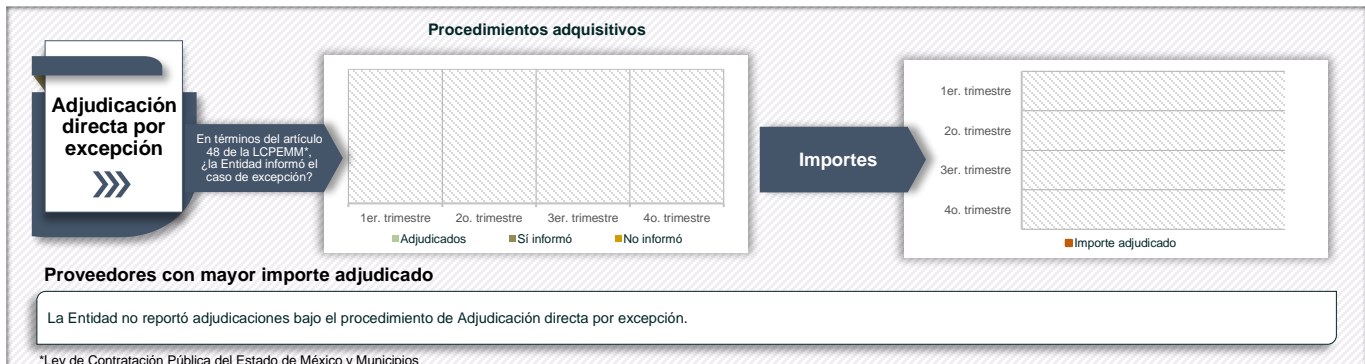 Procedimientos adquisitivos
Adjudicación
directa por
excepción
En términos del artículo
48 de la LCPEMM*,
¿la Entidad informó el
caso de excepción?
1er. trimestre
2o. trimestre
3er. trimestre
4o. trimestre
Adjudicados
Sí informó
No informó
Importes
1er. trimestre
2o. trimestre
3er. trimestre
4o. trimestre
Importe adjudicado
Proveedores con mayor importe adjudicado
La Entidad no reportó adjudicaciones bajo el procedimiento de Adjudicación directa por excepción.
*Ley de Contratación Pública del Estado de México y Municipios